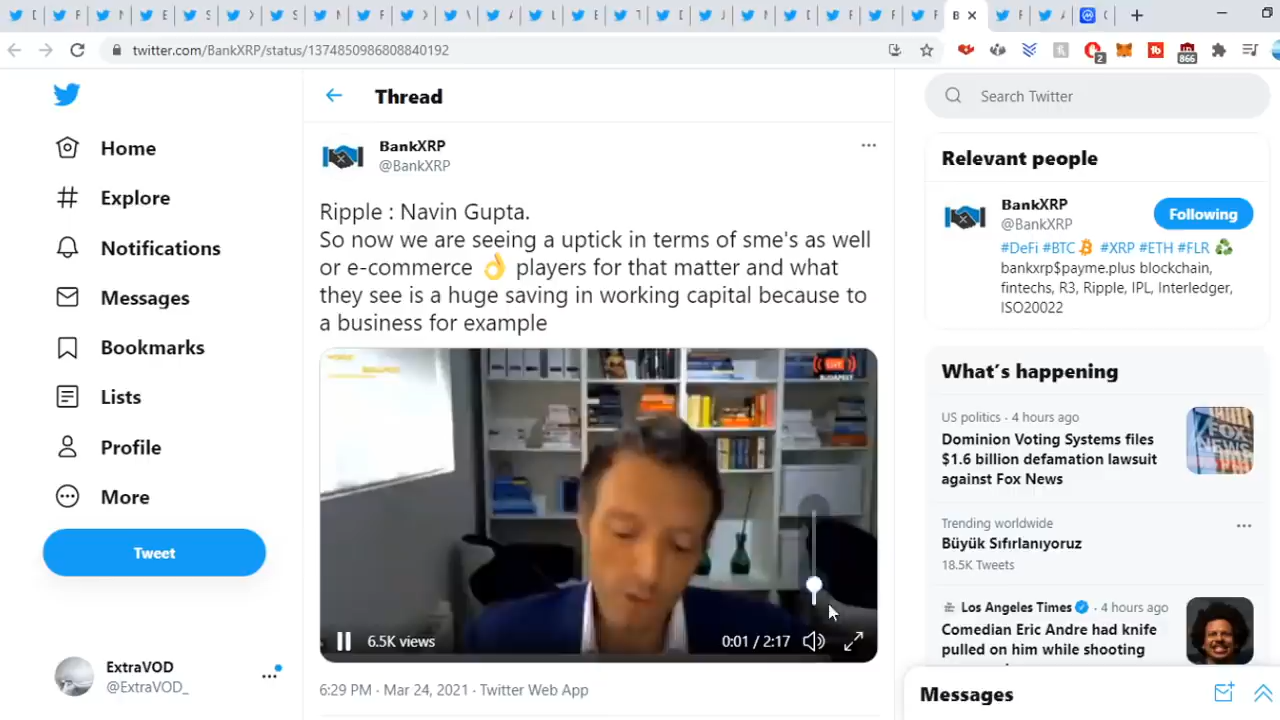 twitter.com/BankXRP/status/1374850986808840192
2
866
Home
Explore
Notifications
Messages
Bookmarks
Lists
Profile
More
Tweet
ExtraVOD
@ExtraVOD_
Thread
BankXRP
@BankXRP
Ripple : Navin Gupta.
So now we are seeing a uptick in terms of sme's as well
or e-commerce 👌 players for that matter and what
they see is a huge saving in working capital because to
a business for example
LIVE
BUDAPEST
6.5K views
0:01 / 2:17
6:29 PM · Mar 24, 2021 · Twitter Web App
Search Twitter
Relevant people
BankXRP
@BankXRP
Following
#DeFi #BTC #XRP #ETH #FLR ♻
bankxrp$payme.plus blockchain,
fintechs, R3, Ripple, IPL, Interledger,
ISO20022
What's happening
US politics · 4 hours ago
Dominion Voting Systems files
$1.6 billion defamation lawsuit
against Fox News
FOX
NEWS
Trending worldwide
Büyük Sıfırlanıyoruz
18.5K Tweets
Los Angeles Times · 4 hours ago
Comedian Eric Andre had knife
pulled on him while shooting
Messages